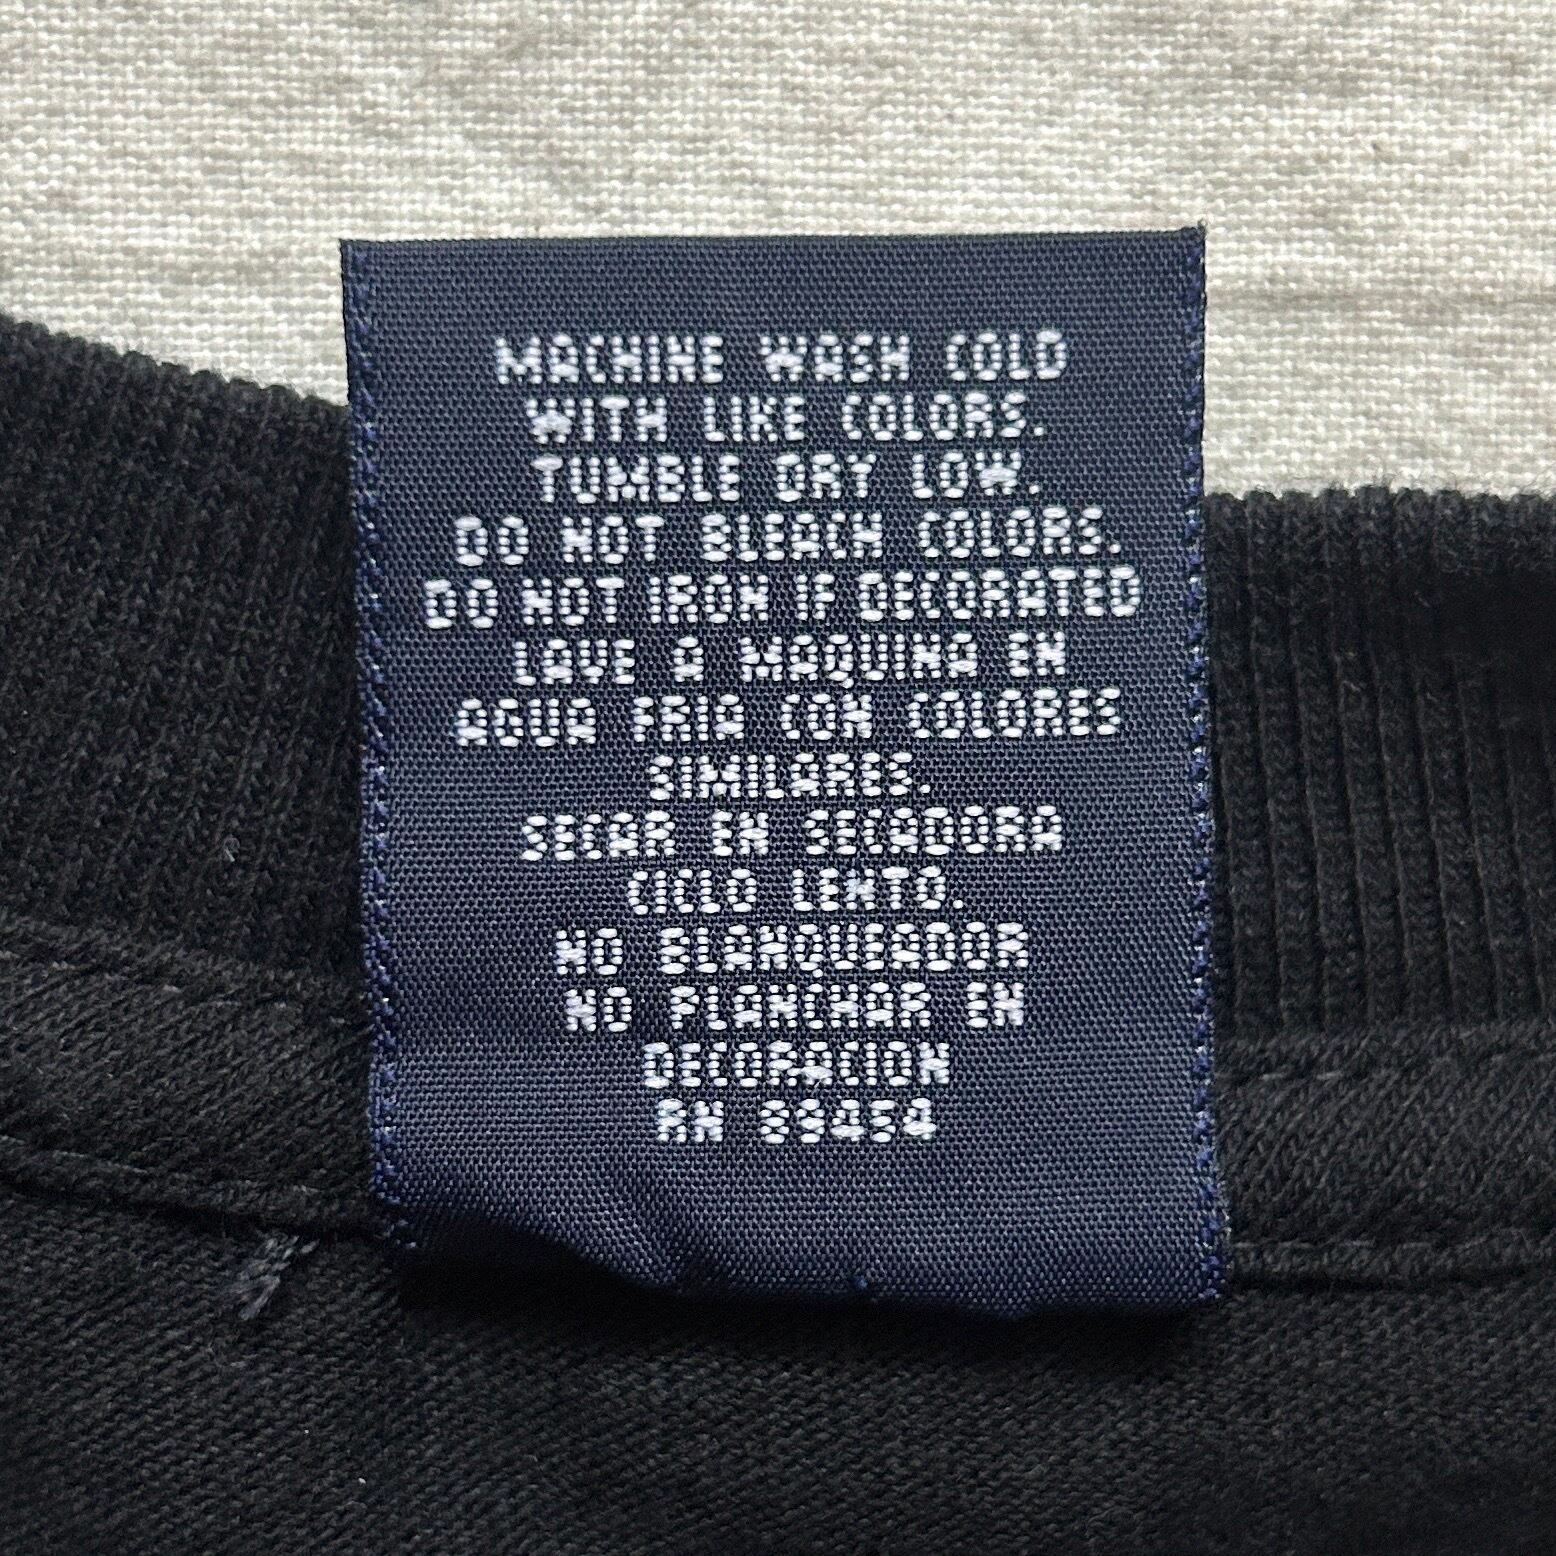 MACHINE WASH COLD
WITH LIKE COLORS.
TUMBLE DRY LOW.
DO NOT BLEACH COLORS.
DO NOT IRON IF DECORATED
LAVE A MAQUINA EN
AGUA FRIA CON COLORES
SIMILARES.
SECAR EN SECADORA
CICLO LENTO.
NO BLANQUEADOR
NO PLANCHAR EN
DECORACION
RN